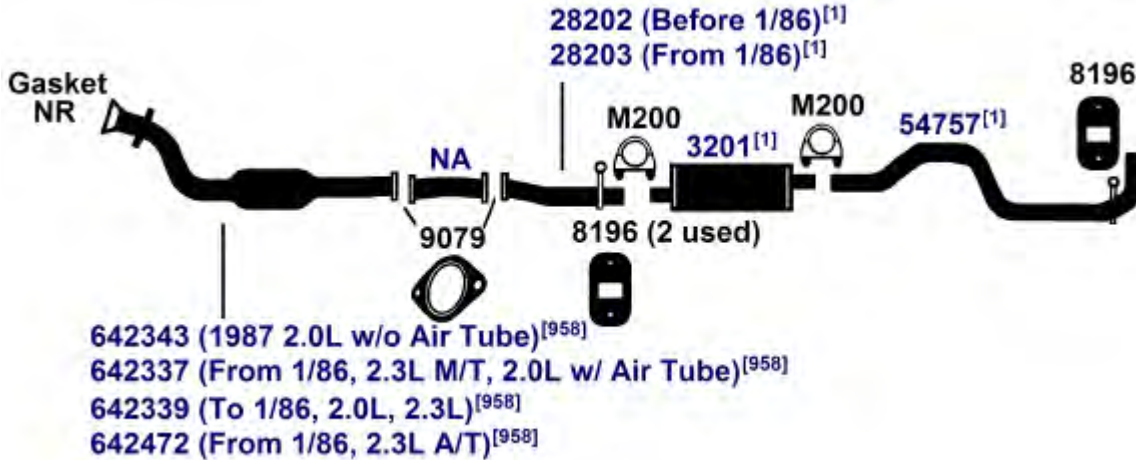 28202 (Before 1/86)[1]
28203 (From 1/86)[1]
Gasket
NR
8196
M200
M200
54757[1]
3201[1]
NA
9079
8196 (2 used)
642343 (1987 2.0L w/o Air Tube)[958]
642337 (From 1/86, 2.3L M/T, 2.0L w/ Air Tube)[958]
642339 (To 1/86, 2.0L, 2.3L)[958]
642472 (From 1/86, 2.3L A/T)[958]